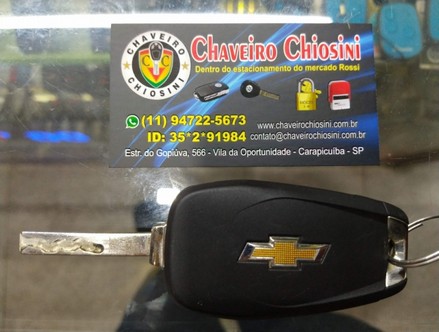 CHAVEIRO
CC
CHIOSINI
Chaveiro Chiosini
Dentro do estacionamento do mercado Rossi
(11) 94722-5673
www.chaveirochiosini.com.br
ID: 35*2*91984
contato@chaveirochiosini.com.br
Estr. do Gopiúva, 566 - Vila da Oportunidade - Carapicuíba - SP